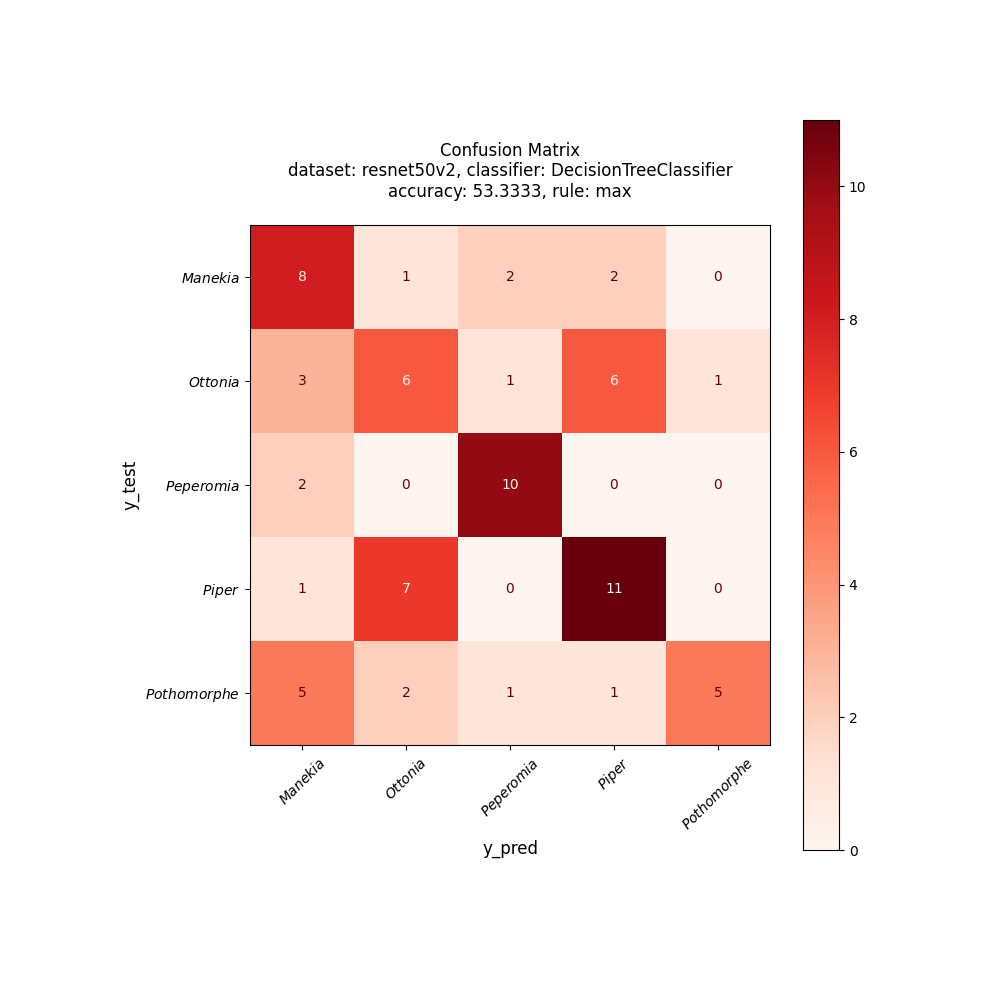 Confusion Matrix
dataset: resnet50v2, classifier: DecisionTreeClassifier
accuracy: 53.3333, rule: max
Manekia 8 1 2 2 0
Ottonia 3 6 1 6 1
Peperomia 2 0 10 0 0
Piper 1 7 0 11 0
Pothomorphe 5 2 1 1 5
Manekia Ottonia Peperomia Piper Pothomorphe
y_test
y_pred
10
8
6
4
2
0